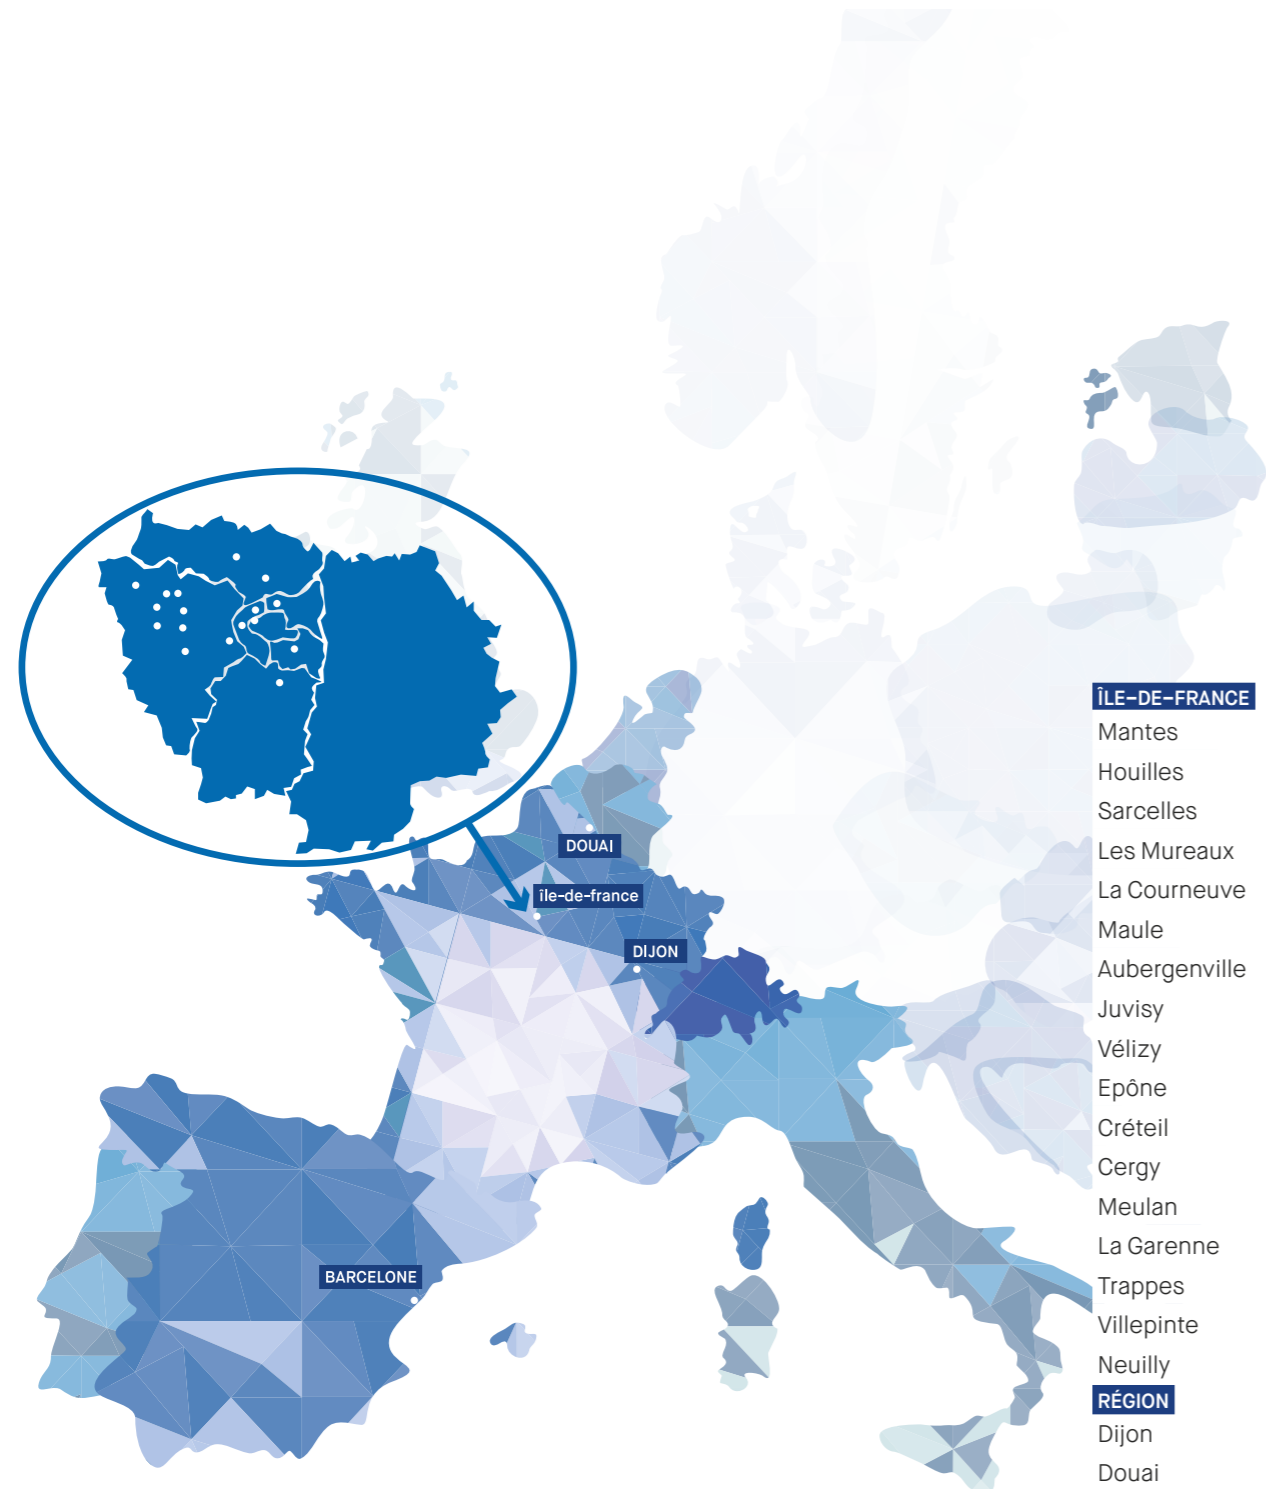 DOUAI
île-de-france
DIJON
BARCELONE
ÎLE-DE-FRANCE
Mantes
Houilles
Sarcelles
Les Mureaux
La Courneuve
Maule
Aubergenville
Juvisy
Vélizy
Epône
Créteil
Cergy
Meulan
La Garenne
Trappes
Villepinte
Neuilly
RÉGION
Dijon
Douai